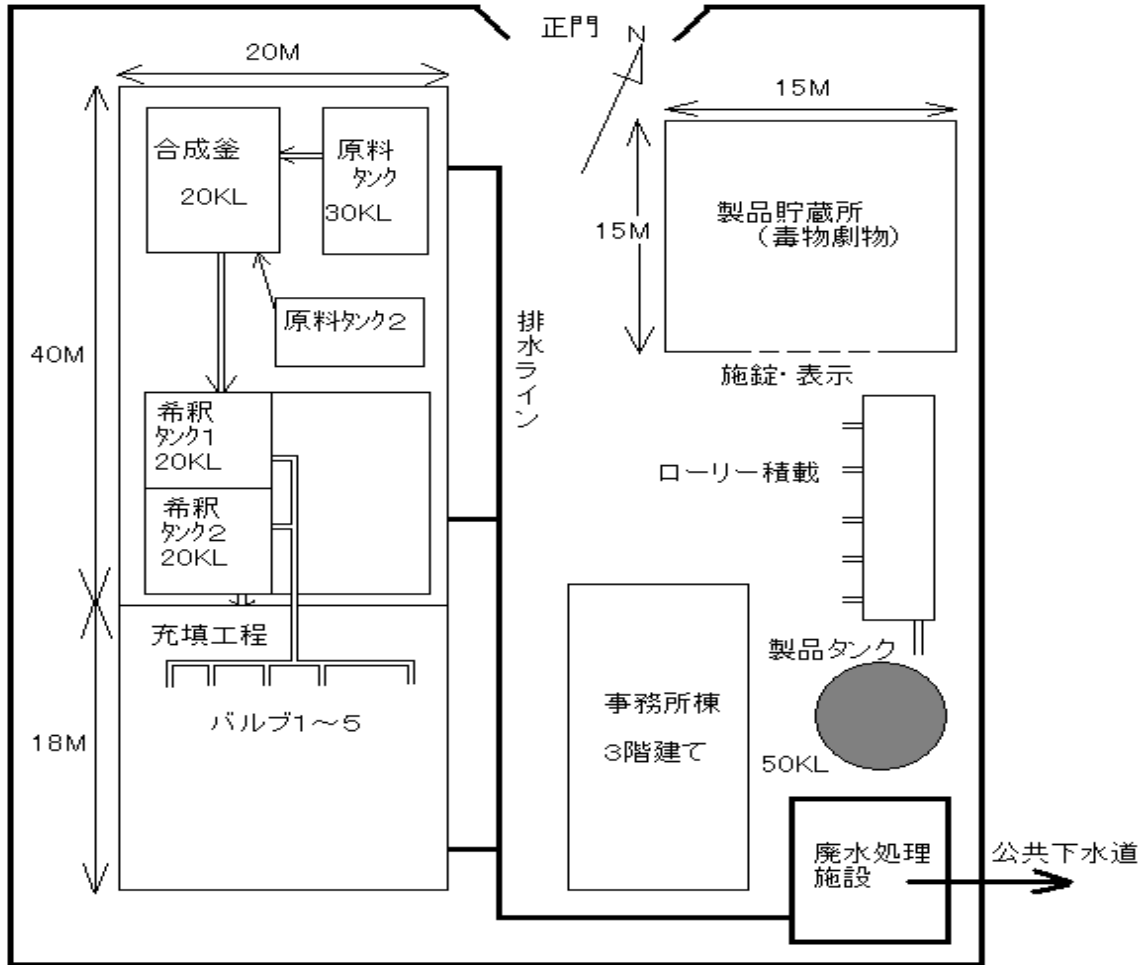 正門
N
20M
15M
合成釜
20KL
原料
タンク
30KL
製品貯蔵所
(毒物劇物)
15M
原料タンク2
40M
排水ライン
施錠・表示
希釈
タンク1
20KL
ローリー積載
希釈
タンク2
20KL
充填工程
製品タンク
バルブ1~5
事務所棟
3階建て
18M
50KL
廃水処理
施設
公共下水道